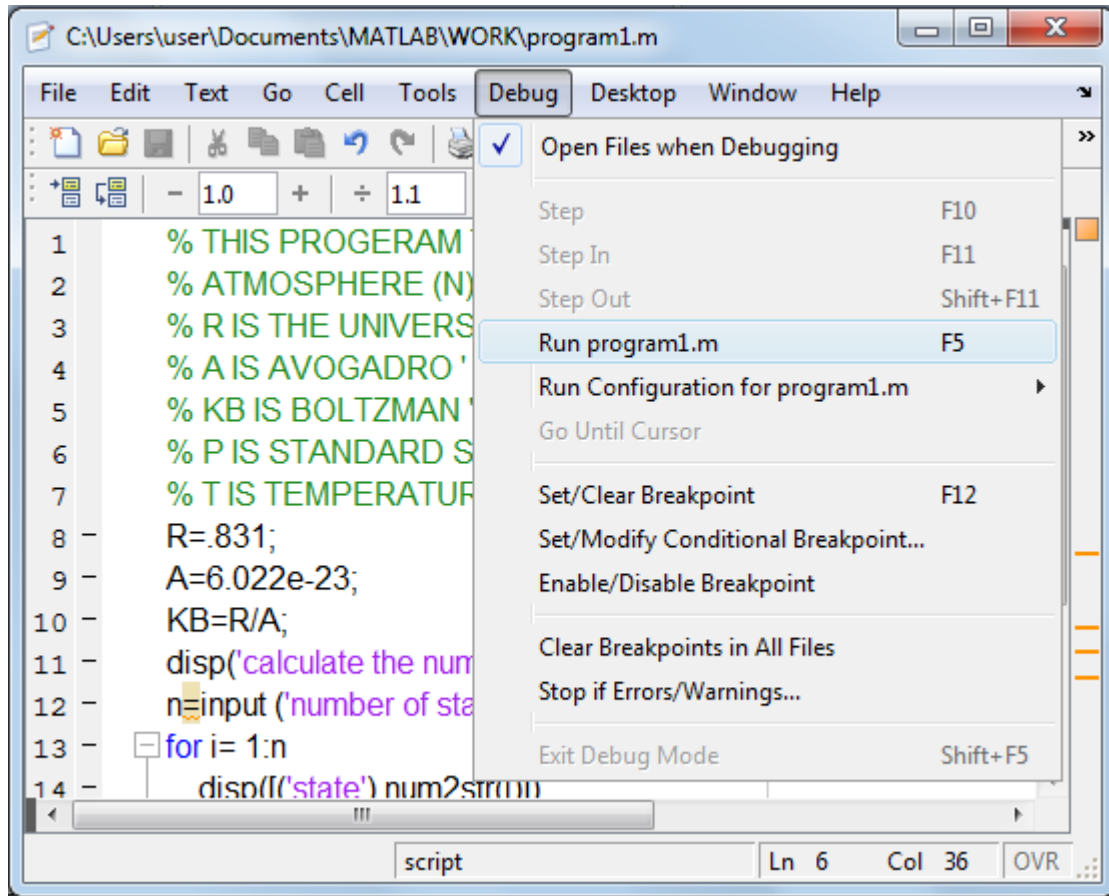 C:\Users\user\Documents\MATLAB\WORK\program1.m
File Edit Text Go Cell Tools Debug Desktop Window Help
1.0 + ÷ 1.1
Open Files when Debugging
Step F10
Step In F11
Step Out Shift+F11
Run program1.m F5
Run Configuration for program1.m
Go Until Cursor
Set/Clear Breakpoint F12
Set/Modify Conditional Breakpoint...
Enable/Disable Breakpoint
Clear Breakpoints in All Files
Stop if Errors/Warnings...
Exit Debug Mode Shift+F5
1 % THIS PROGERAM
2 % ATMOSPHERE (N)
3 % R IS THE UNIVERS
4 % A IS AVOGADRO '
5 % KB IS BOLTZMAN '
6 % P IS STANDARD S
7 % T IS TEMPERATUR
8 – R=.831;
9 – A=6.022e-23;
10 – KB=R/A;
11 – disp('calculate the num
12 – n=input ('number of sta
13 – for i= 1:n
14 – disp([('state') num2str(i)])
script Ln 6 Col 36 OVR